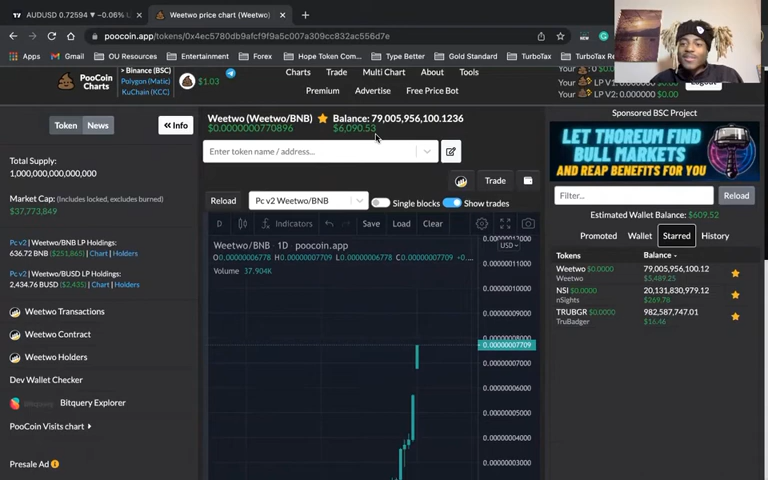 AUDUSD 0.72594 ▼ −0.06% U
Weetwo price chart (Weetwo)
poocoin.app/tokens/0x4ec5780db9afcf9a5c007a309cc832ac556d7e
Apps
Gmail
OU Resources
Entertainment
Forex
Hope Token Com...
Type Better
Gold Standard
TurboTax
TurboTax Re
PooCoin
Charts
Binance (BSC)
Polygon (Matic)
KuChain (KCC)
$1.03
Charts
Trade
Multi Chart
About
Tools
Premium
Advertise
Free Price Bot
Your
LP V1: 0.000000
Your
LP V2: 0.000000
Logout
Token
News
Info
Total Supply:
1,000,000,000,000,000
Market Cap: (Includes locked, excludes burned)
$37,773,849
Pc v2 | Weetwo/BNB LP Holdings:
636.72 BNB ($251,865) | Chart | Holders
Pc v2 | Weetwo/BUSD LP Holdings:
2,434.76 BUSD ($2,435) | Chart | Holders
Weetwo Transactions
Weetwo Contract
Weetwo Holders
Dev Wallet Checker
Bitquery Explorer
PooCoin Visits chart
Presale Ad
Weetwo (Weetwo/BNB)
$0.0000000770896
Balance: 79,005,956,100.1236
$6,090.53
Enter token name / address...
Trade
Reload
Pc v2 Weetwo/BNB
Single blocks
Show trades
D
Indicators
Save
Load
Clear
Weetwo/BNB 1D poocoin.app
O0.00000006778 H0.00000007709 L0.00000006778 C0.00000007709 +0....
Volume 37.904K
USD
0.00000012000
0.00000011000
0.00000010000
0.00000009000
0.00000008000
0.00000007709
0.00000007000
0.00000006000
0.00000005000
0.00000004000
0.00000003000
Sponsored BSC Project
LET THOREUM FIND
BULL MARKETS
AND REAP BENEFITS FOR YOU
Filter...
Reload
Estimated Wallet Balance: $609.52
Promoted
Wallet
Starred
History
Tokens
Balance
Weetwo $0.0000
Weetwo
79,005,956,100.12
$5,489.25
NSI $0.0000
nSights
20,131,830,979.12
$269.78
TRUBGR $0.0000
TruBadger
982,587,747.01
$16.46